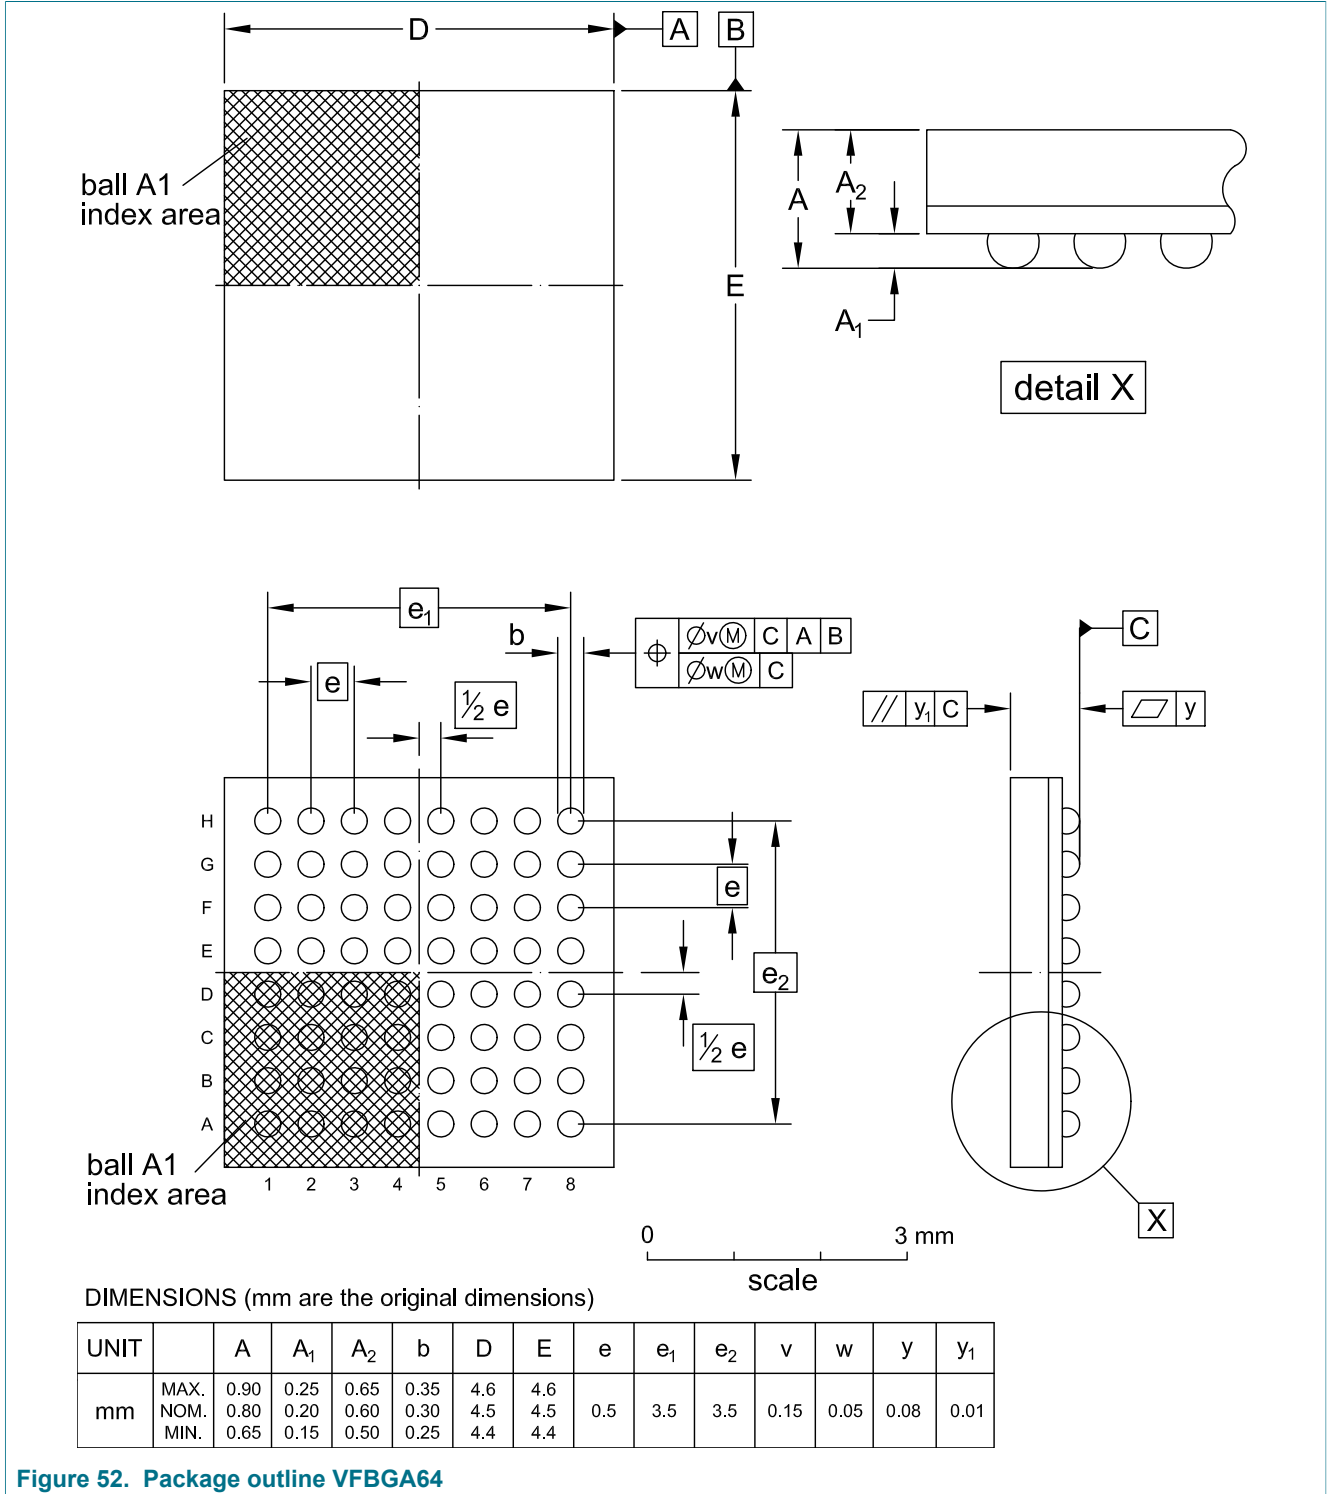 D
A
B
ball A1
index area
E
A
A2
A1
detail X
e1
b
⌖ ∅vⓂ C A B
∅wⓂ C
e
½ e
C
// y1 C
▱ y
H
G
F
E
D
C
B
A
e
e2
½ e
ball A1
index area
1 2 3 4 5 6 7 8
X
0 3 mm
scale
DIMENSIONS (mm are the original dimensions)
UNIT A A1 A2 b D E e e1 e2 v w y y1
mm
MAX. 0.90 0.25 0.65 0.35 4.6 4.6
NOM. 0.80 0.20 0.60 0.30 4.5 4.5 0.5 3.5 3.5 0.15 0.05 0.08 0.01
MIN. 0.65 0.15 0.50 0.25 4.4 4.4
Figure 52. Package outline VFBGA64